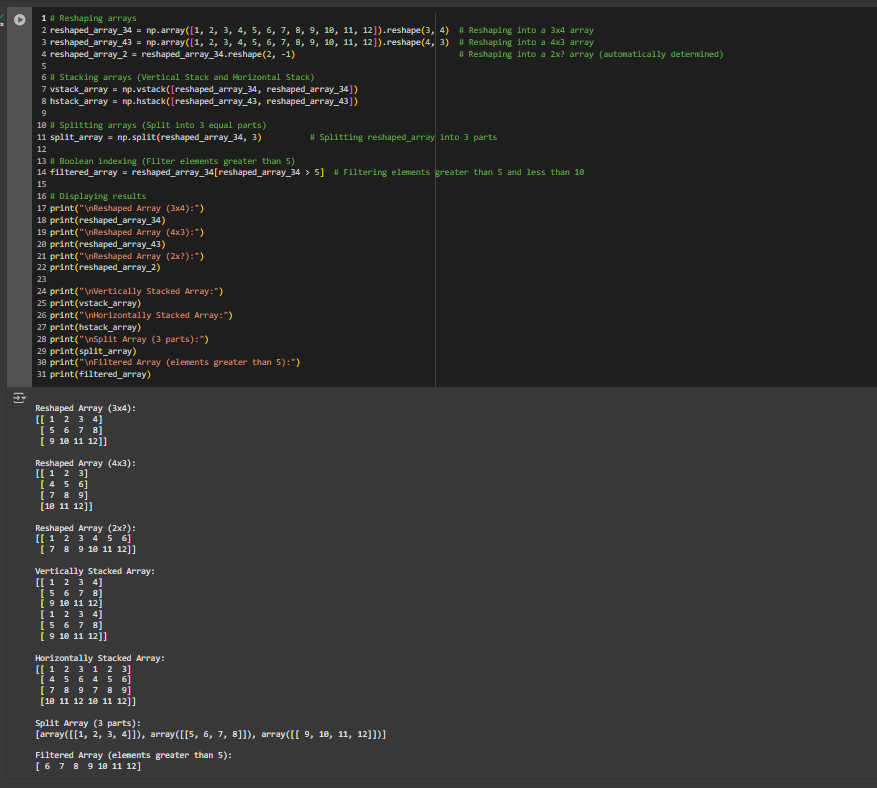 1 # Reshaping arrays
2 reshaped_array_34 = np.array([1, 2, 3, 4, 5, 6, 7, 8, 9, 10, 11, 12]).reshape(3, 4)  # Reshaping into a 3x4 array
3 reshaped_array_43 = np.array([1, 2, 3, 4, 5, 6, 7, 8, 9, 10, 11, 12]).reshape(4, 3)  # Reshaping into a 4x3 array
4 reshaped_array_2 = reshaped_array_34.reshape(2, -1)                                  # Reshaping into a 2x? array (automatically determined)
5
6 # Stacking arrays (Vertical Stack and Horizontal Stack)
7 vstack_array = np.vstack([reshaped_array_34, reshaped_array_34])
8 hstack_array = np.hstack([reshaped_array_43, reshaped_array_43])
9
10 # Splitting arrays (Split into 3 equal parts)
11 split_array = np.split(reshaped_array_34, 3)          # Splitting reshaped_array into 3 parts
12
13 # Boolean indexing (Filter elements greater than 5)
14 filtered_array = reshaped_array_34[reshaped_array_34 > 5]  # Filtering elements greater than 5 and less than 10
15
16 # Displaying results
17 print("\nReshaped Array (3x4):")
18 print(reshaped_array_34)
19 print("\nReshaped Array (4x3):")
20 print(reshaped_array_43)
21 print("\nReshaped Array (2x?):")
22 print(reshaped_array_2)
23
24 print("\nVertically Stacked Array:")
25 print(vstack_array)
26 print("\nHorizontally Stacked Array:")
27 print(hstack_array)
28 print("\nSplit Array (3 parts):")
29 print(split_array)
30 print("\nFiltered Array (elements greater than 5):")
31 print(filtered_array)
Reshaped Array (3x4):
[[ 1  2  3  4]
 [ 5  6  7  8]
 [ 9 10 11 12]]
Reshaped Array (4x3):
[[ 1  2  3]
 [ 4  5  6]
 [ 7  8  9]
 [10 11 12]]
Reshaped Array (2x?):
[[ 1  2  3  4  5  6]
 [ 7  8  9 10 11 12]]
Vertically Stacked Array:
[[ 1  2  3  4]
 [ 5  6  7  8]
 [ 9 10 11 12]
 [ 1  2  3  4]
 [ 5  6  7  8]
 [ 9 10 11 12]]
Horizontally Stacked Array:
[[ 1  2  3  1  2  3]
 [ 4  5  6  4  5  6]
 [ 7  8  9  7  8  9]
 [10 11 12 10 11 12]]
Split Array (3 parts):
[array([[1, 2, 3, 4]]), array([[5, 6, 7, 8]]), array([[ 9, 10, 11, 12]])]
Filtered Array (elements greater than 5):
[ 6  7  8  9 10 11 12]